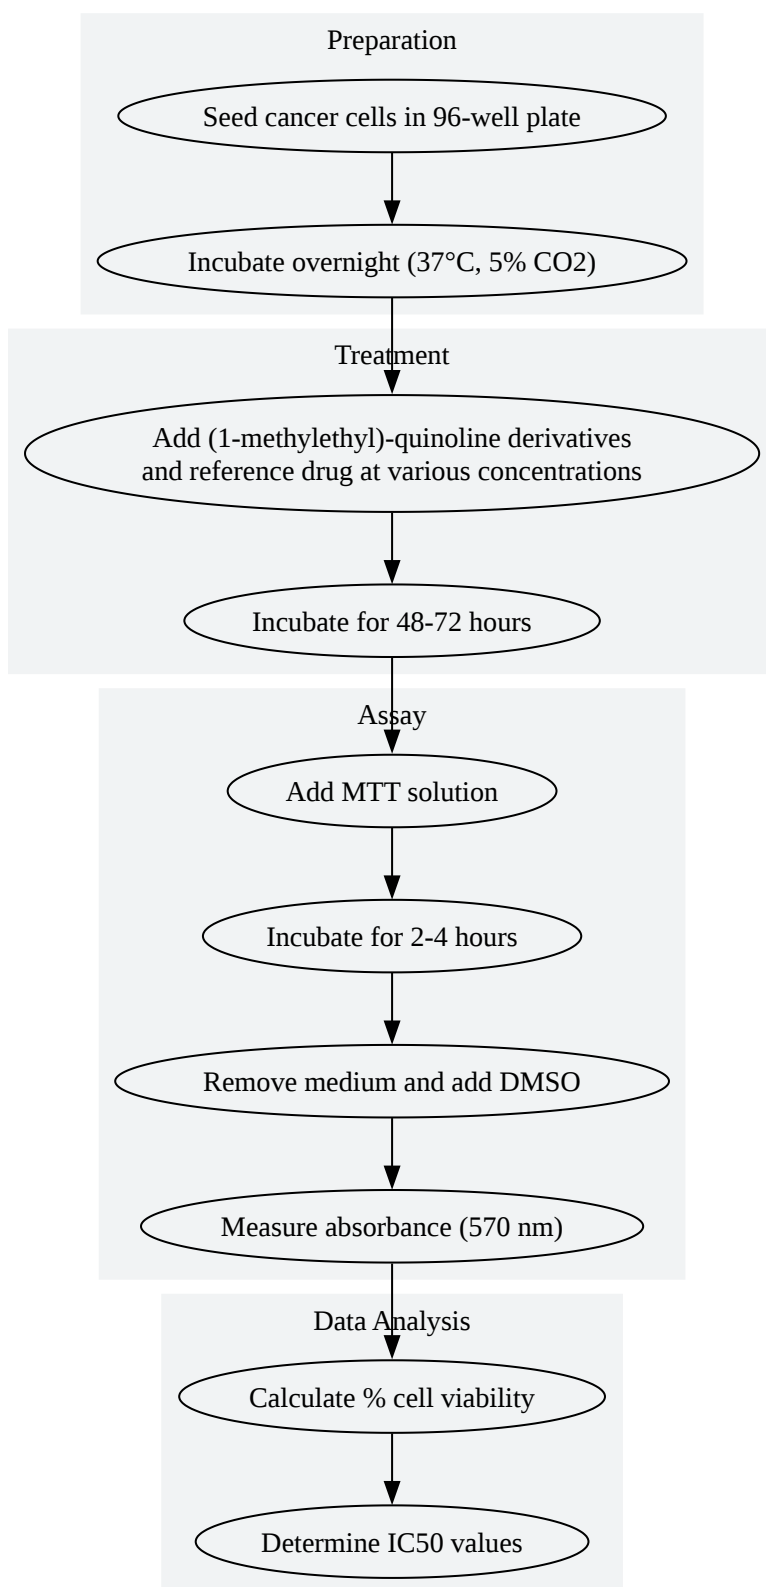 Preparation
Seed cancer cells in 96-well plate
Incubate overnight (37°C, 5% CO2)
Treatment
Add (1-methylethyl)-quinoline derivatives
and reference drug at various concentrations
Incubate for 48-72 hours
Assay
Add MTT solution
Incubate for 2-4 hours
Remove medium and add DMSO
Measure absorbance (570 nm)
Data Analysis
Calculate % cell viability
Determine IC50 values